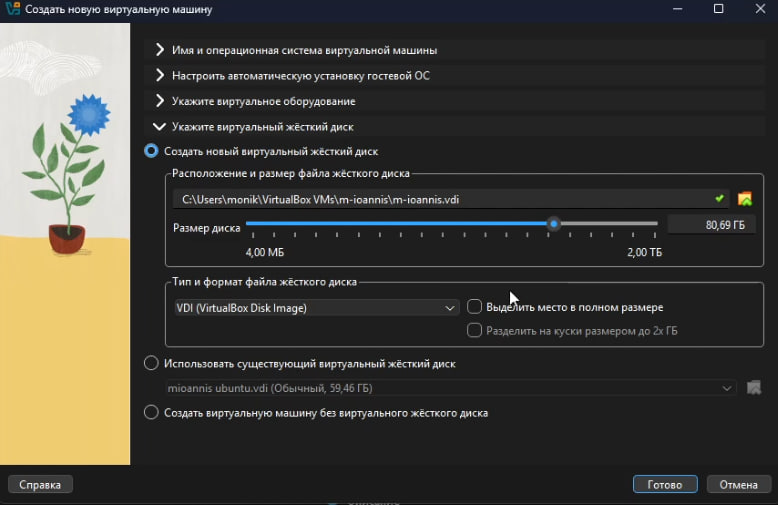 Создать новую виртуальную машину
Имя и операционная система виртуальной машины
Настроить автоматическую установку гостевой ОС
Укажите виртуальное оборудование
Укажите виртуальный жёсткий диск
Создать новый виртуальный жёсткий диск
Расположение и размер файла жёсткого диска
C:\Users\monik\VirtualBox VMs\m-ioannis\m-ioannis.vdi
Размер диска
80,69 ГБ
4,00 МБ
2,00 ТБ
Тип и формат файла жёсткого диска
VDI (VirtualBox Disk Image)
Выделить место в полном размере
Разделить на куски размером до 2х ГБ
Использовать существующий виртуальный жёсткий диск
mioannis ubuntu.vdi (Обычный, 59,46 ГБ)
Создать виртуальную машину без виртуального жёсткого диска
Справка
Готово
Отмена